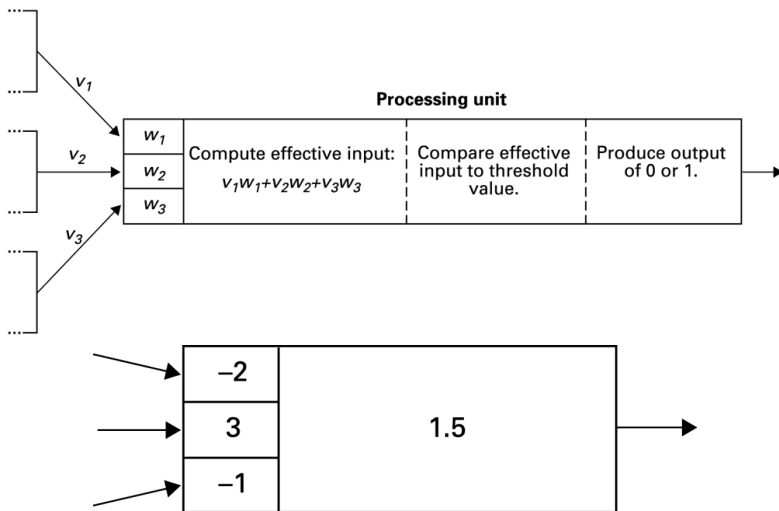 v1
v2
v3
Processing unit
w1
w2
w3
Compute effective input:
v1w1+v2w2+v3w3
Compare effective
input to threshold
value.
Produce output
of 0 or 1.
–2
3
–1
1.5